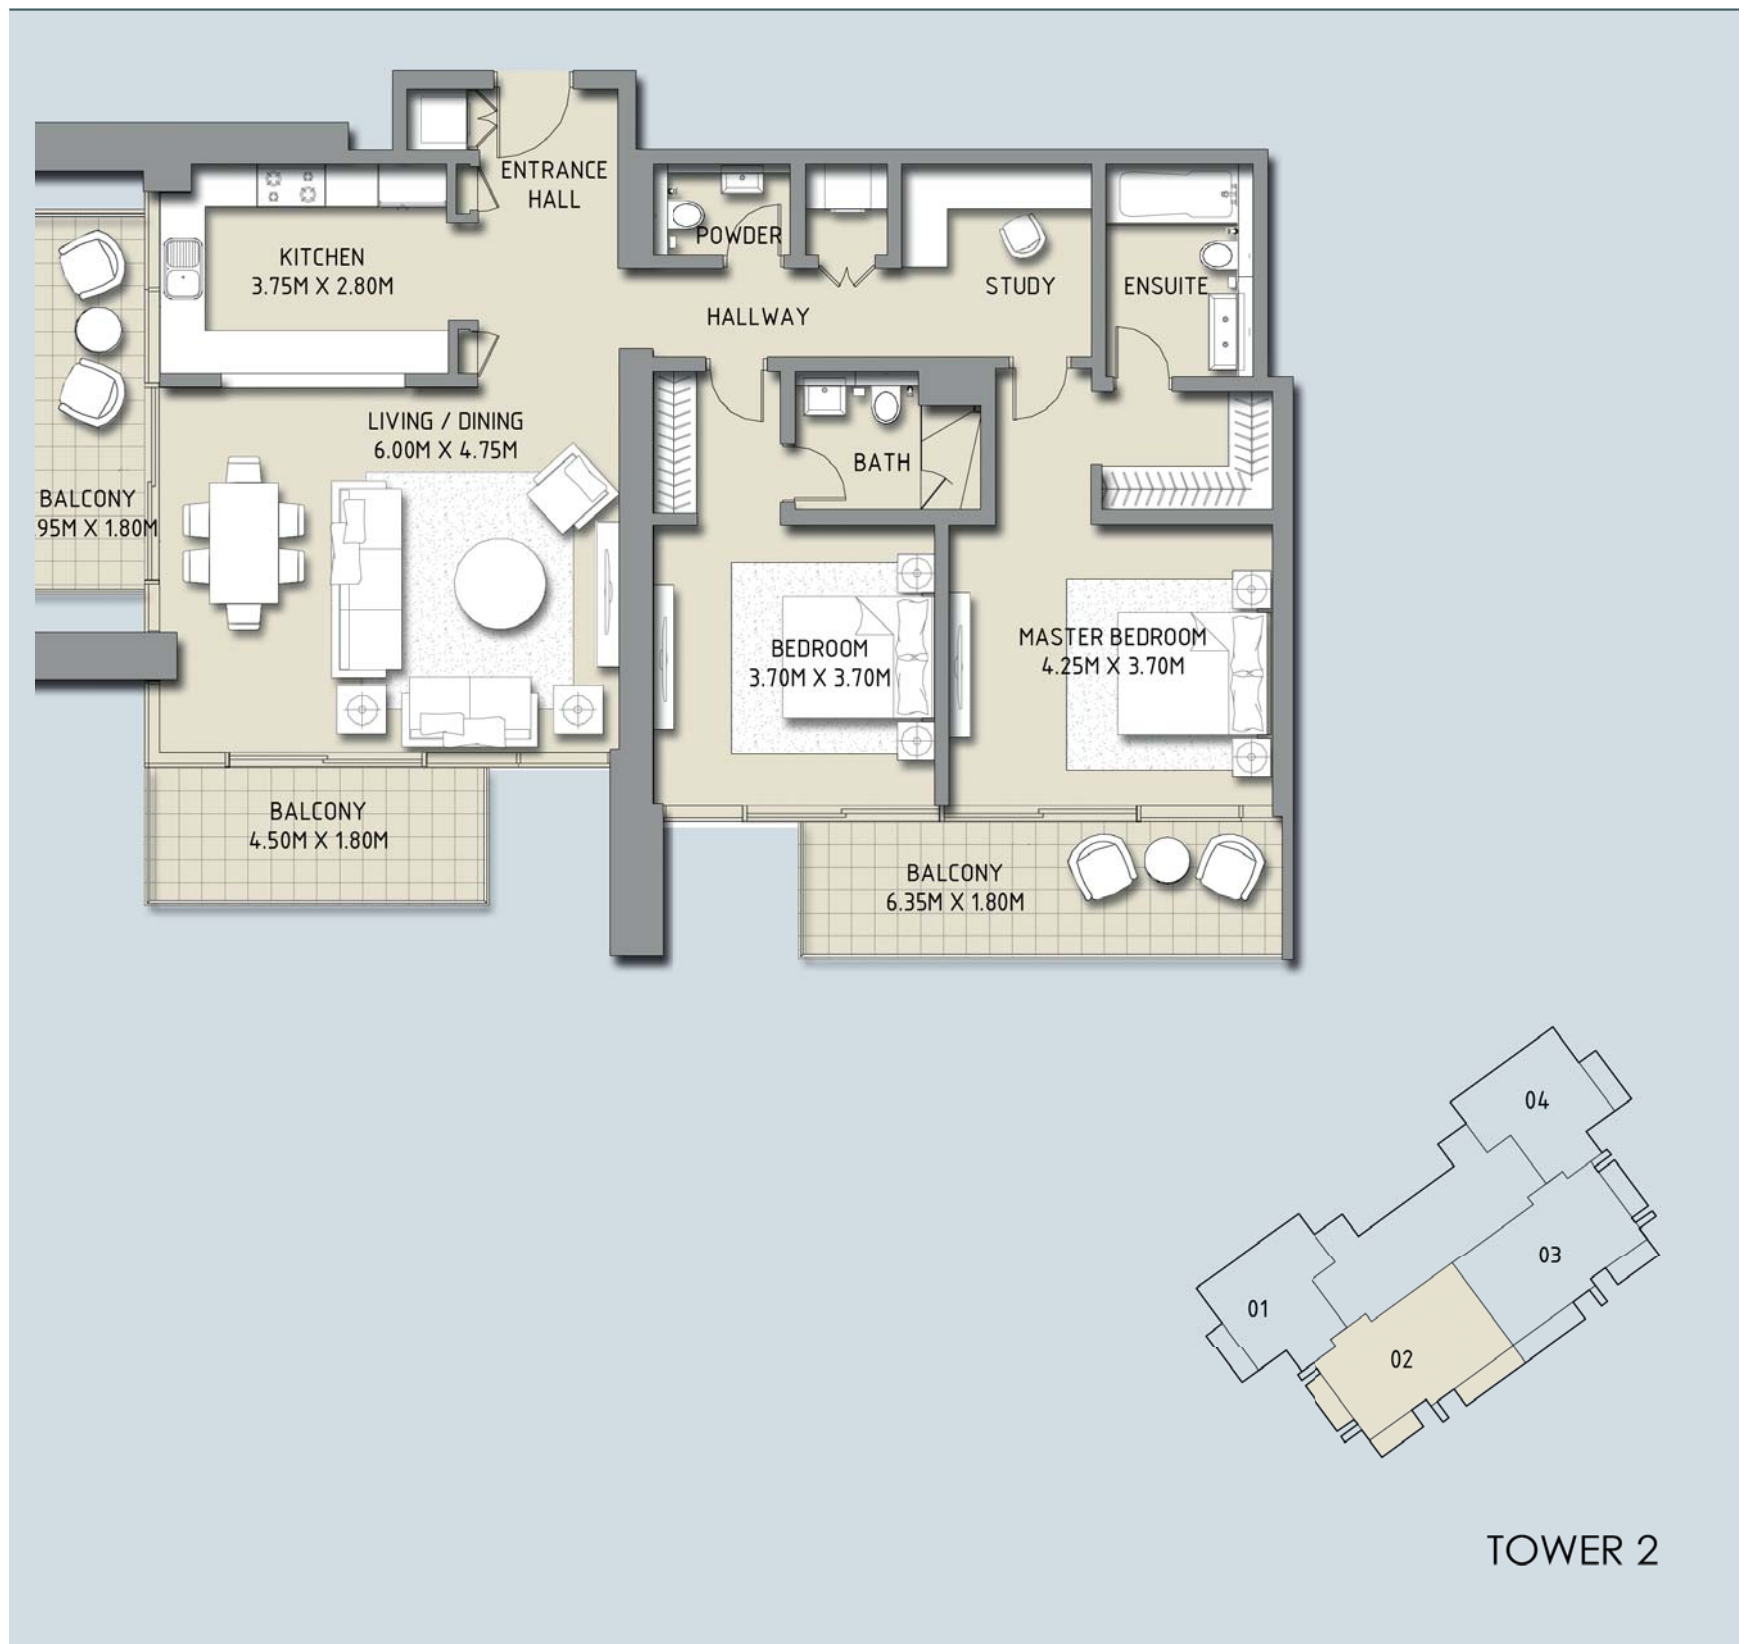 ENTRANCE
HALL
POWDER
KITCHEN
3.75M X 2.80M
STUDY
ENSUITE
HALLWAY
LIVING / DINING
6.00M X 4.75M
BATH
BALCONY
.95M X 1.80M
BEDROOM
3.70M X 3.70M
MASTER BEDROOM
4.25M X 3.70M
BALCONY
4.50M X 1.80M
BALCONY
6.35M X 1.80M
04
03
01
02
TOWER 2